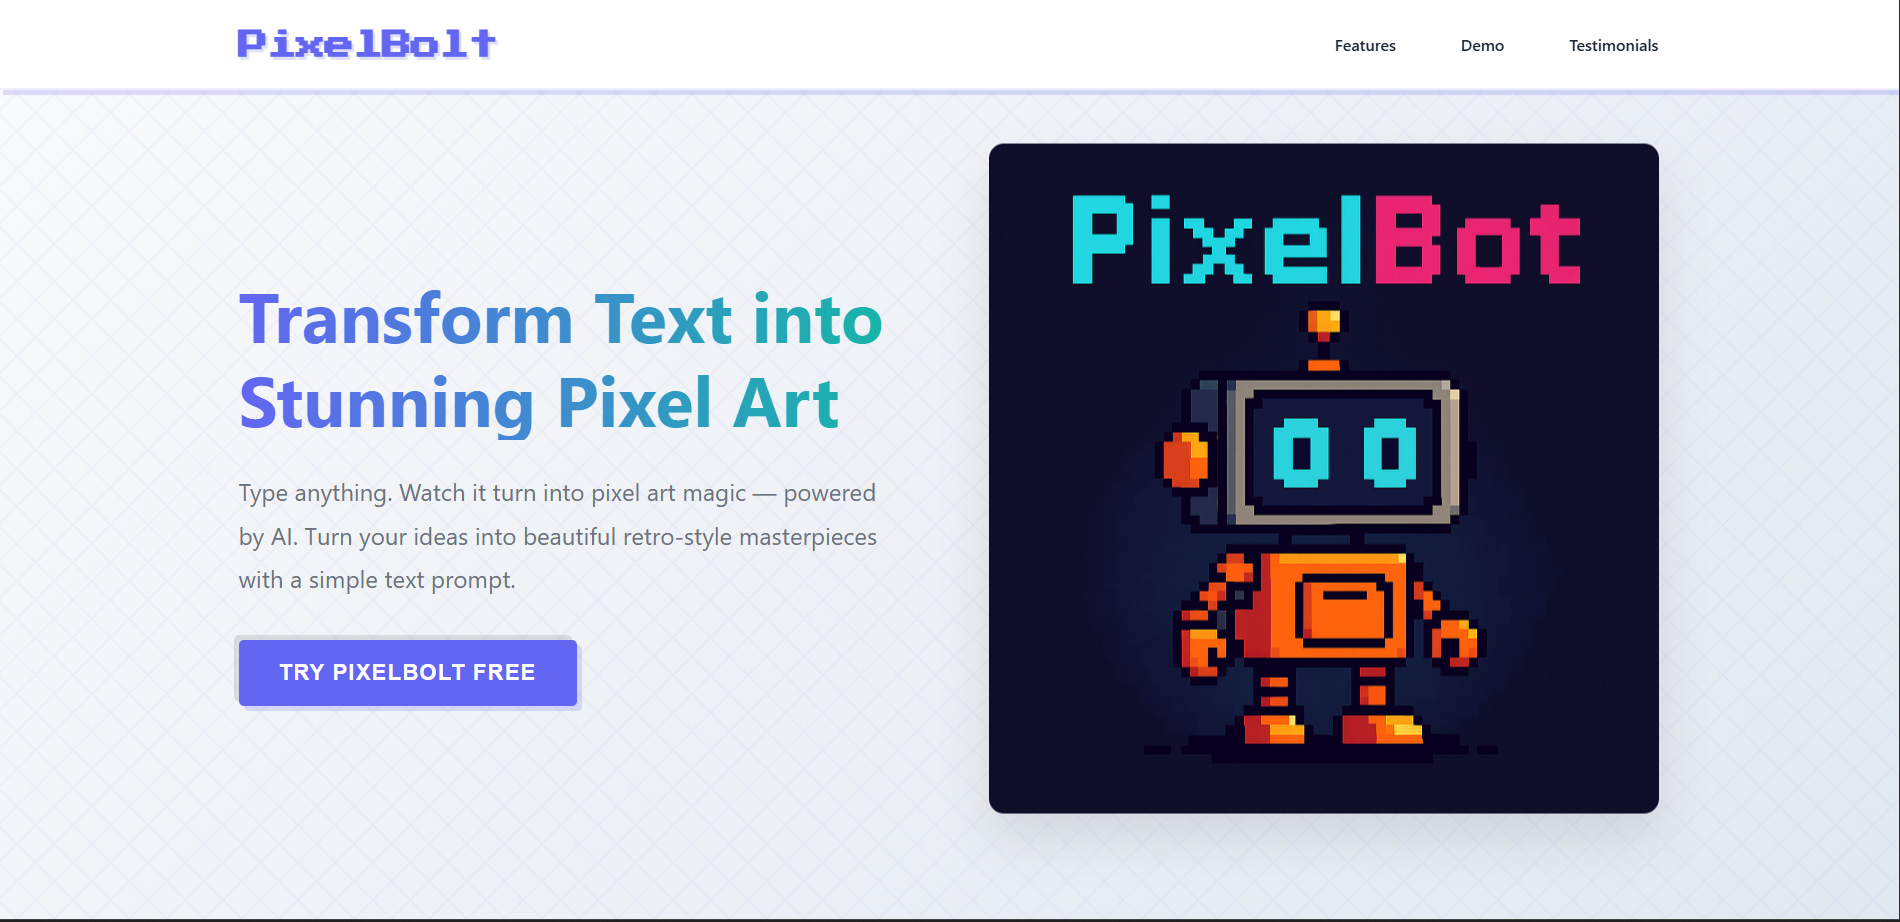 PixelBolt
Features
Demo
Testimonials
Transform Text into
Stunning Pixel Art
Type anything. Watch it turn into pixel art magic — powered
by AI. Turn your ideas into beautiful retro-style masterpieces
with a simple text prompt.
TRY PIXELBOLT FREE
PixelBot